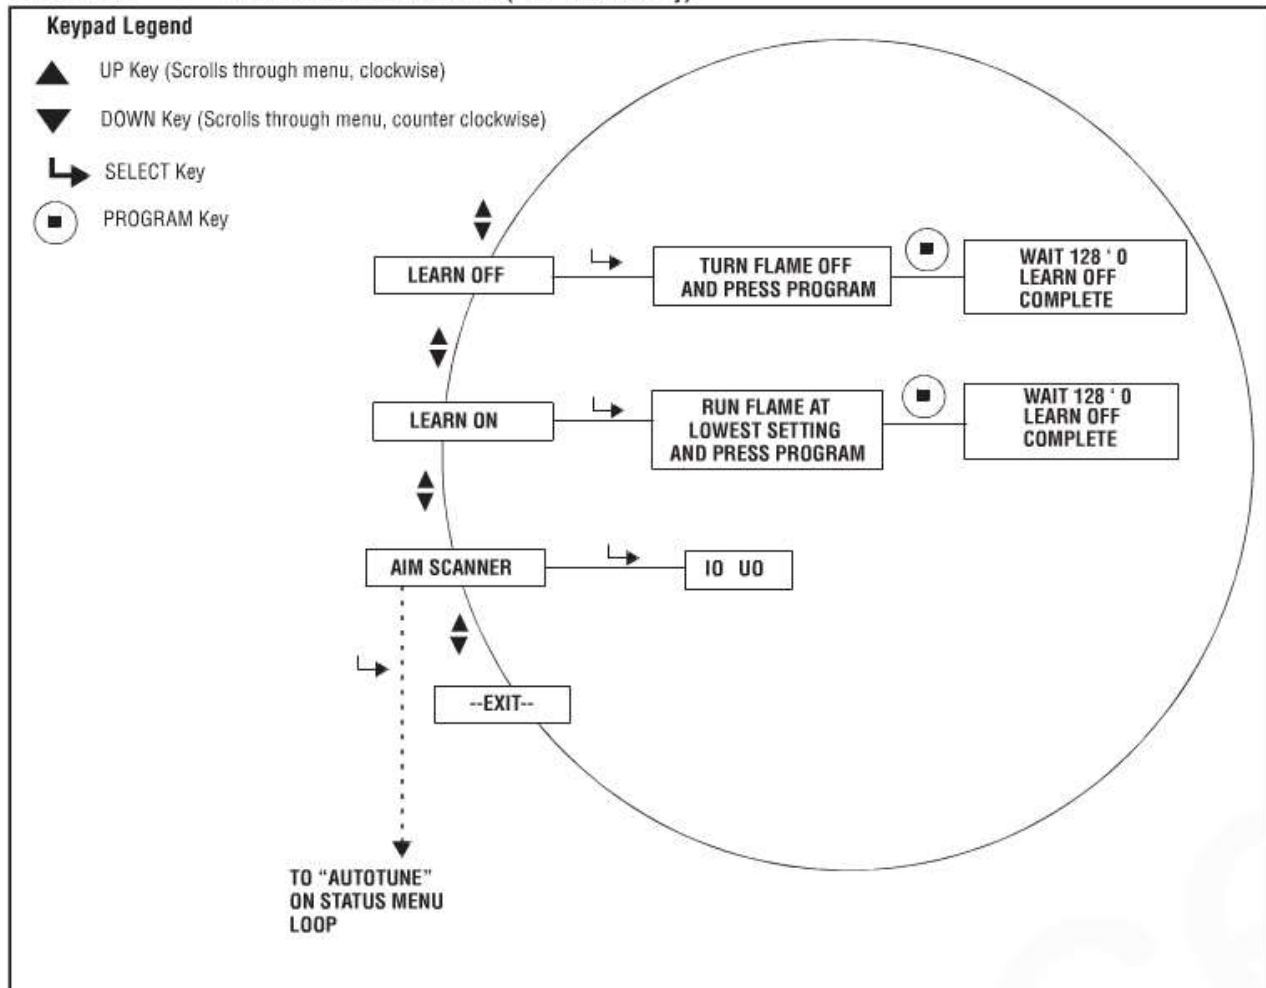 Keypad Legend
UP Key (Scrolls through menu, clockwise)
DOWN Key (Scrolls through menu, counter clockwise)
SELECT Key
PROGRAM Key
LEARN OFF
TURN FLAME OFF
AND PRESS PROGRAM
WAIT 128 ' 0
LEARN OFF
COMPLETE
LEARN ON
RUN FLAME AT
LOWEST SETTING
AND PRESS PROGRAM
WAIT 128 ' 0
LEARN OFF
COMPLETE
AIM SCANNER
IO UO
--EXIT--
TO “AUTOTUNE”
ON STATUS MENU
LOOP